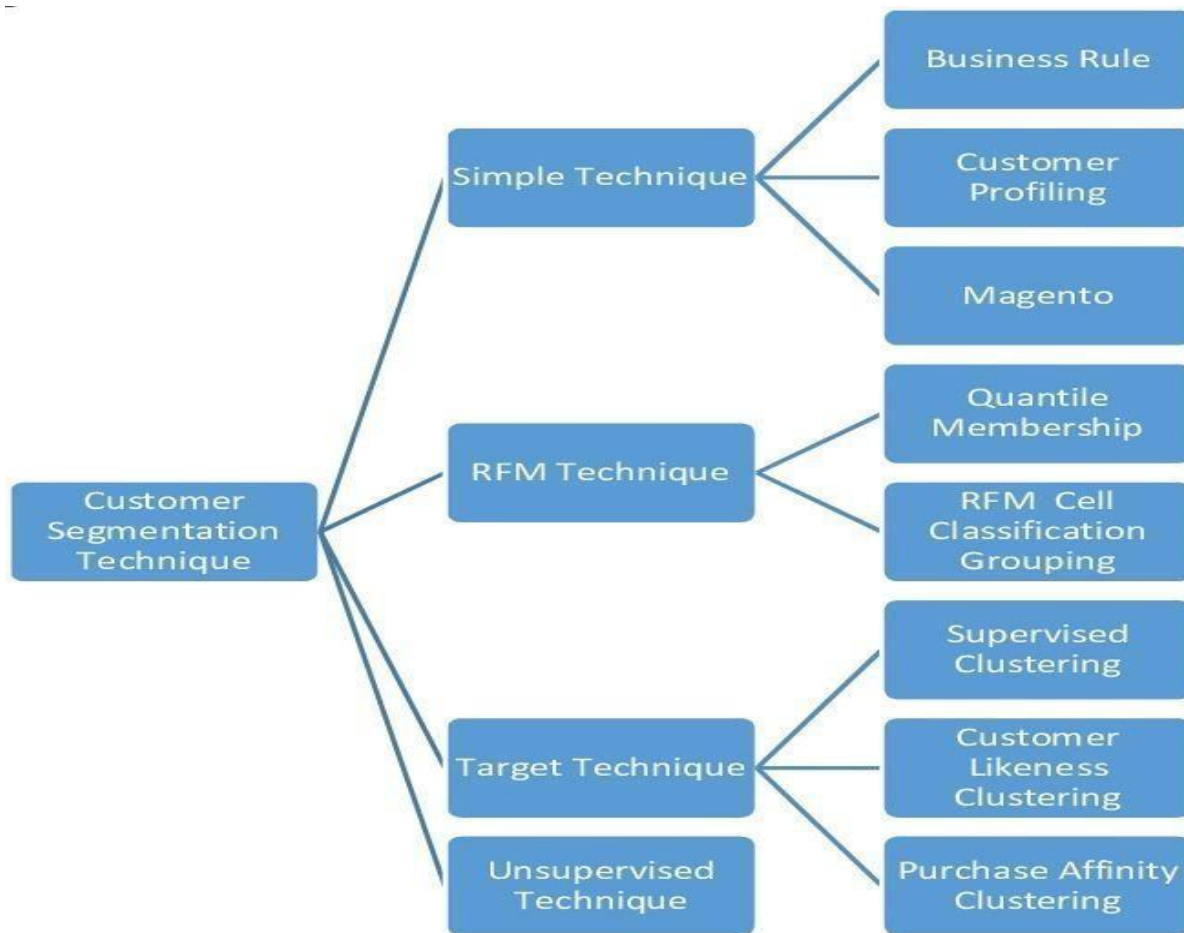 Customer
Segmentation
Technique
Simple Technique
Business Rule
Customer
Profiling
Magento
RFM Technique
Quantile
Membership
RFM  Cell
Classification
Grouping
Target Technique
Supervised
Clustering
Customer
Likeness
Clustering
Purchase Affinity
Clustering
Unsupervised
Technique